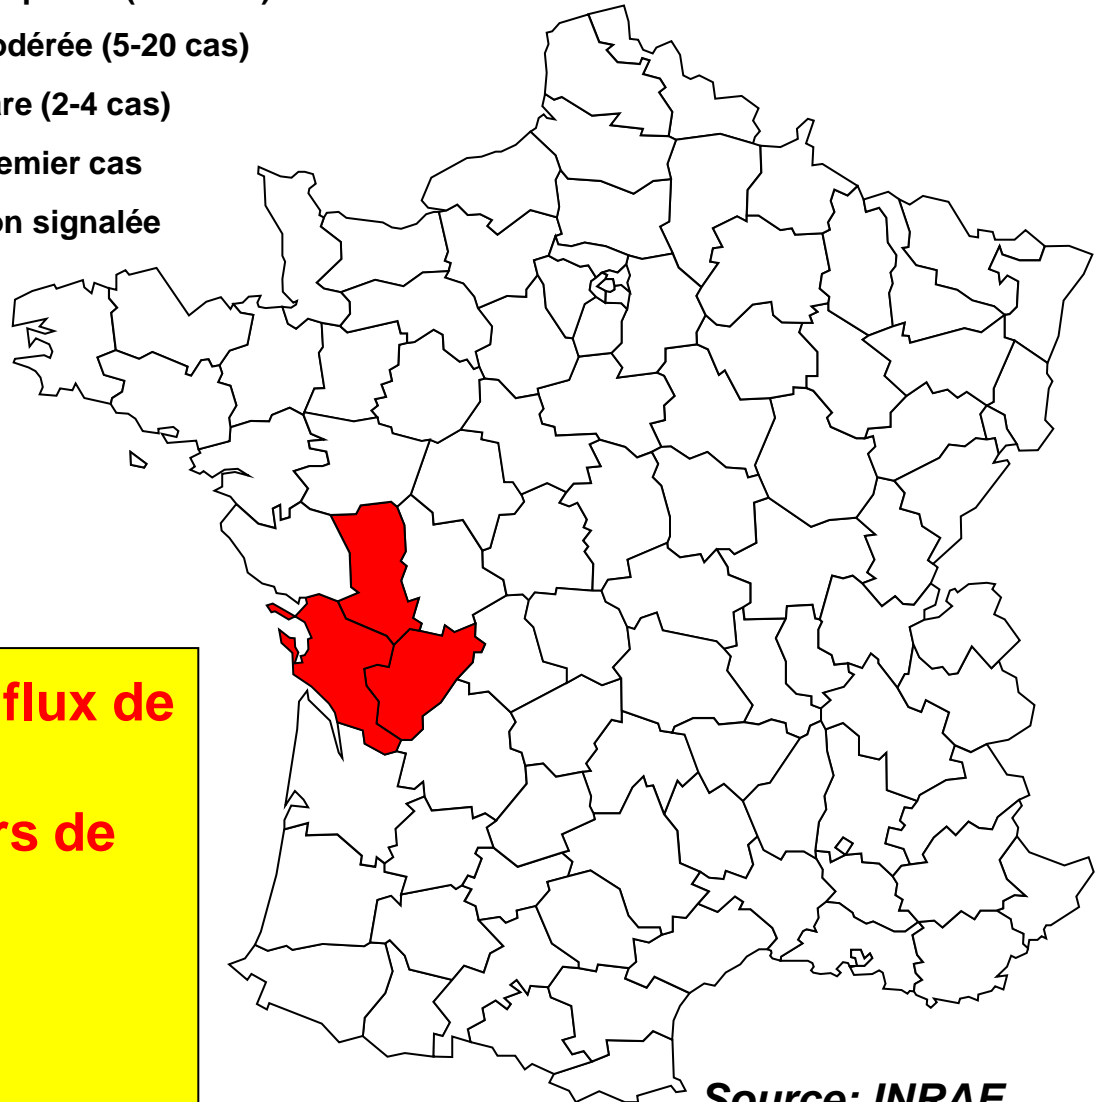 odérée (5-20 cas)
are (2-4 cas)
emier cas
on signalée
flux de
rs de
Source: INRAE